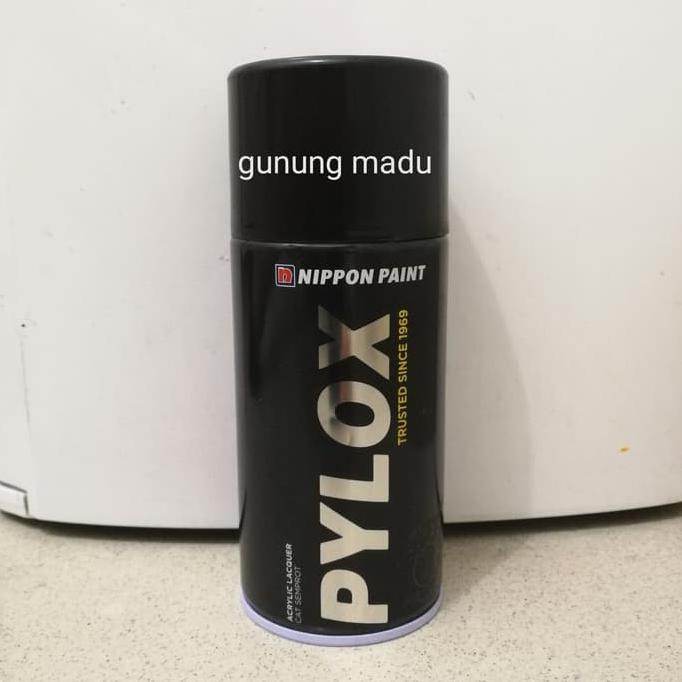 gunung madu
n NIPPON PAINT
PYLOX
TRUSTED SINCE 1969
ACRYLIC LACQUER
CAT SEMPROT